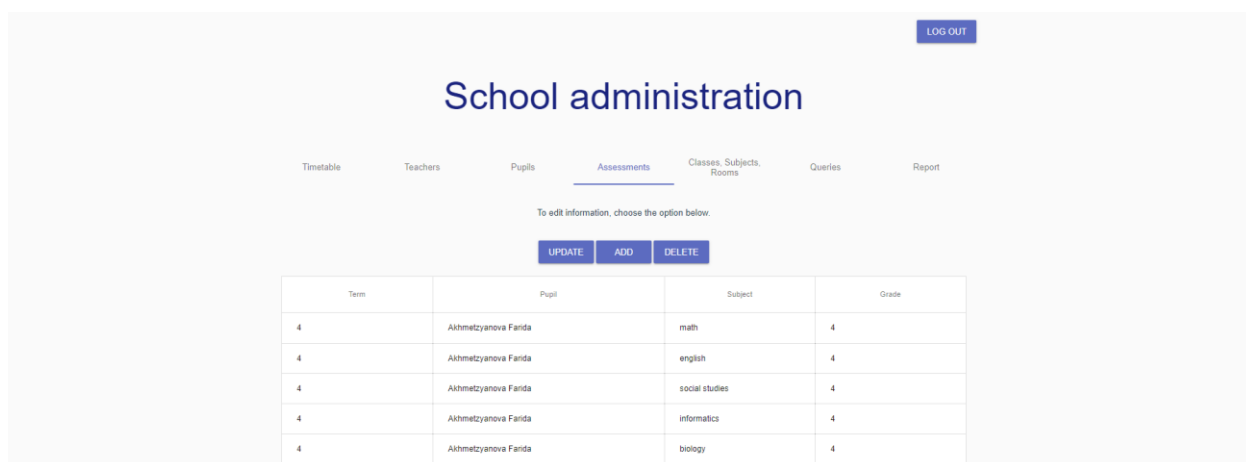 LOG OUT
School administration
Timetable Teachers Pupils Assessments Classes, Subjects, Rooms Queries Report
To edit information, choose the option below.
UPDATE ADD DELETE
Term Pupil Subject Grade
4 Akhmetzyanova Farida math 4
4 Akhmetzyanova Farida english 4
4 Akhmetzyanova Farida social studies 4
4 Akhmetzyanova Farida informatics 4
4 Akhmetzyanova Farida biology 4